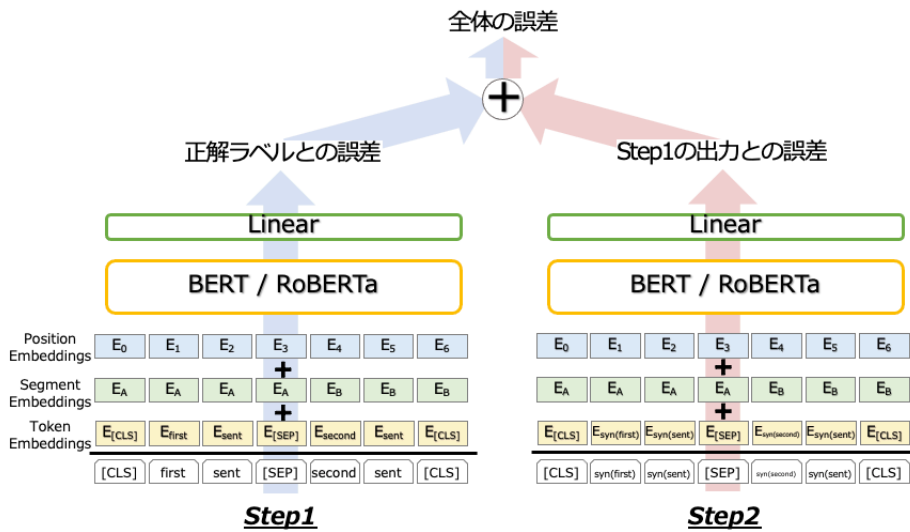 全体の誤差
+
正解ラベルとの誤差 Step1の出力との誤差
Linear Linear
BERT / RoBERTa BERT / RoBERTa
Position
Embeddings
E0 E1 E2 E3 E4 E5 E6 E0 E1 E2 E3 E4 E5 E6
+ +
Segment
Embeddings
EA EA EA EA EB EB EB EA EA EA EA EB EB EB
+ +
Token
Embeddings
E[CLS] Efirst Esent E[SEP] Esecond Esent E[CLS] E[CLS] Esyn(first) Esyn(sent) E[SEP] Esyn(second) Esyn(sent) E[CLS]
[CLS] first sent [SEP] second sent [CLS] [CLS] syn(first) syn(sent) [SEP] syn(second) syn(sent) [CLS]
Step1 Step2